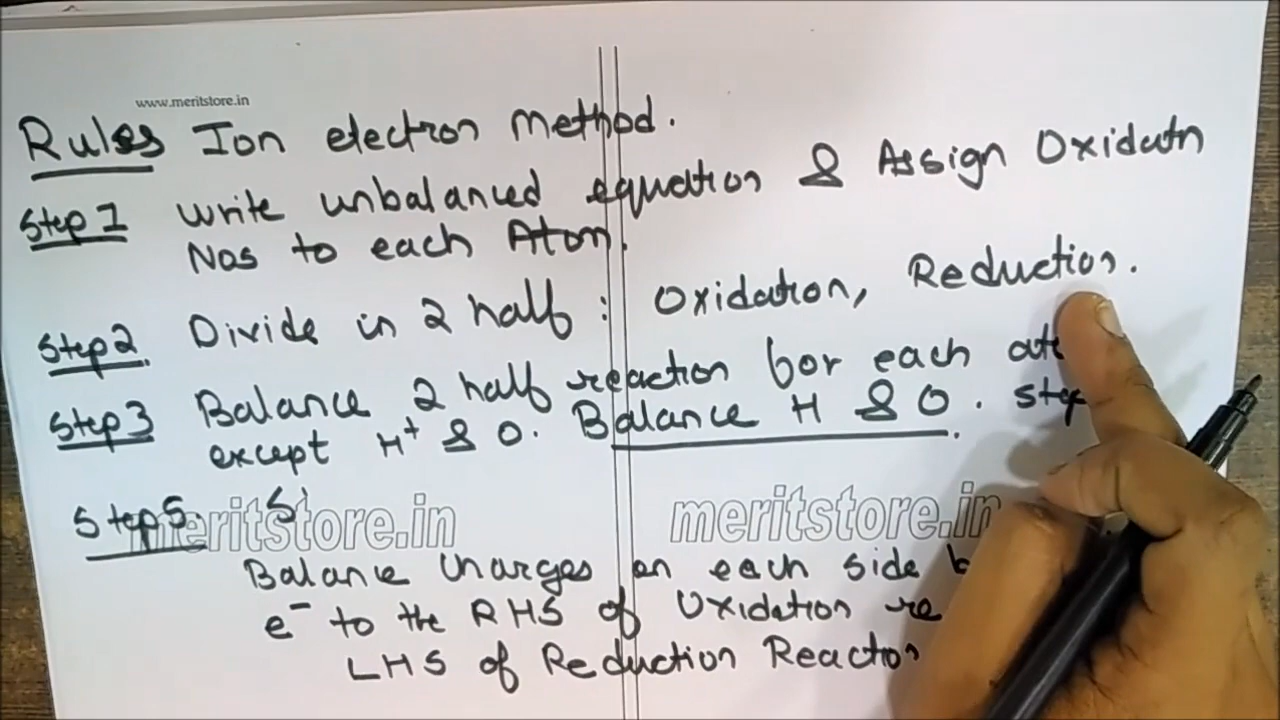 www.meritstore.in
Rules Ion electron method.
Step 1 Write unbalanced equation & Assign Oxidatn
Nos to each Atom.
Step 2. Divide in 2 half : Oxidation, Reduction.
Step 3 Balance 2 half reaction for each
except H+ & O. Balance H & O.
Step 5.
meritstore.in meritstore.in
Balance charges on each side
e- to the RHS of Oxidation
LHS of Reduction